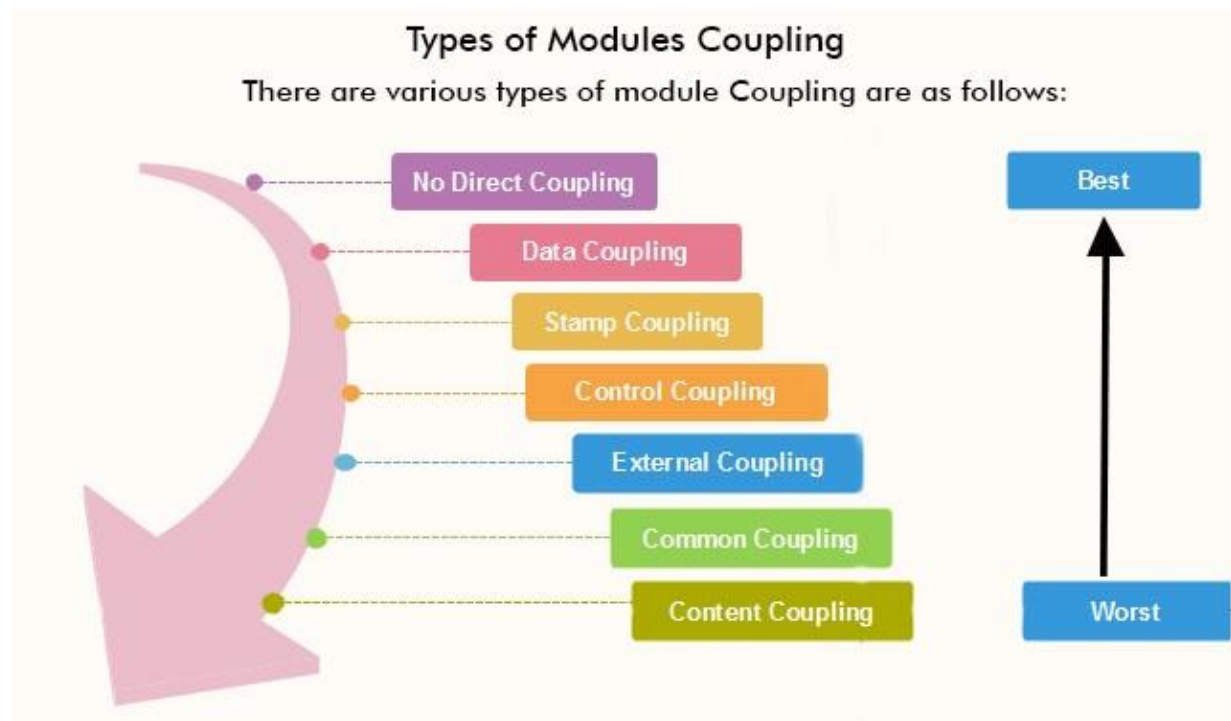 Types of Modules Coupling
There are various types of module Coupling are as follows:
No Direct Coupling
Best
Data Coupling
Stamp Coupling
Control Coupling
External Coupling
Common Coupling
Content Coupling
Worst